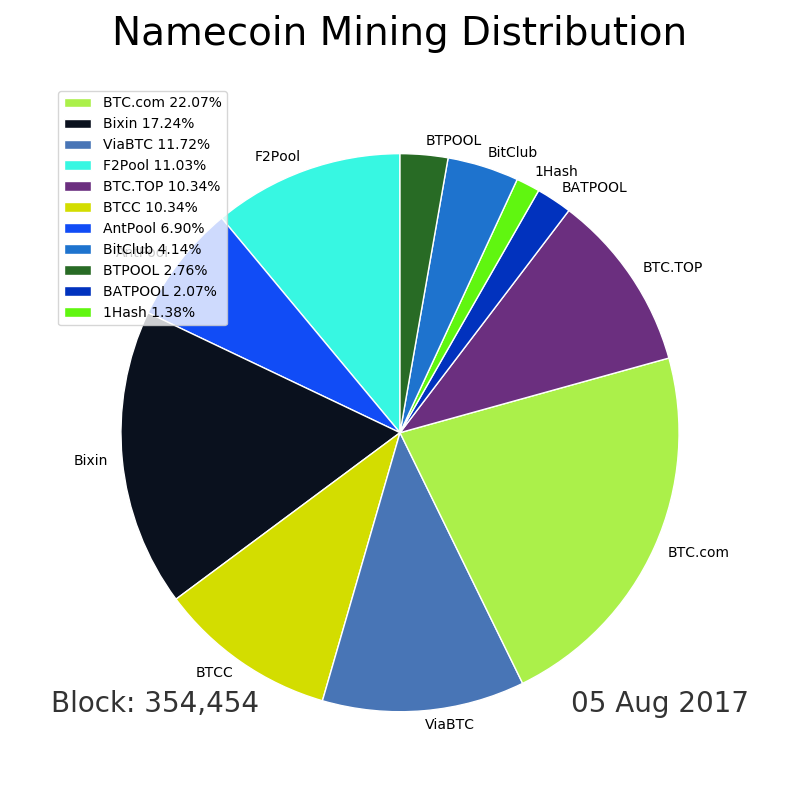 Namecoin Mining Distribution
BTC.com 22.07%
Bixin 17.24%
ViaBTC 11.72%
F2Pool 11.03%
BTC.TOP 10.34%
BTCC 10.34%
AntPool 6.90%
BitClub 4.14%
BTPOOL 2.76%
BATPOOL 2.07%
1Hash 1.38%
BTPOOL
BitClub
1Hash
BATPOOL
BTC.TOP
BTC.com
ViaBTC
BTCC
Bixin
AntPool
F2Pool
Block: 354,454
05 Aug 2017